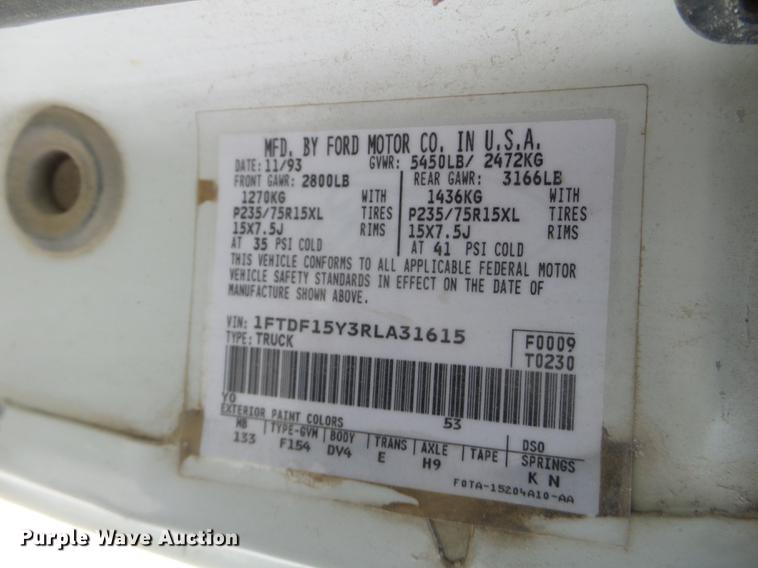 MFD. BY FORD MOTOR CO. IN U.S.A.
DATE: 11/93 GVWR: 5450LB/ 2472KG
FRONT GAWR: 2800LB REAR GAWR: 3166LB
1270KG WITH 1436KG WITH
P235/75R15XL TIRES P235/75R15XL TIRES
15X7.5J RIMS 15X7.5J RIMS
AT 35 PSI COLD AT 41 PSI COLD
THIS VEHICLE CONFORMS TO ALL APPLICABLE FEDERAL MOTOR
VEHICLE SAFETY STANDARDS IN EFFECT ON THE DATE OF
MANUFACTURE SHOWN ABOVE.
VIN: 1FTDF15Y3RLA31615 F0009
TYPE: TRUCK T0230
YO 53
EXTERIOR PAINT COLORS DSO
WB TYPE-GVW BODY TRANS AXLE TAPE SPRINGS
133 F154 DV4 E H9 K N
F0TA-15204A10-AA
Purple Wave Auction